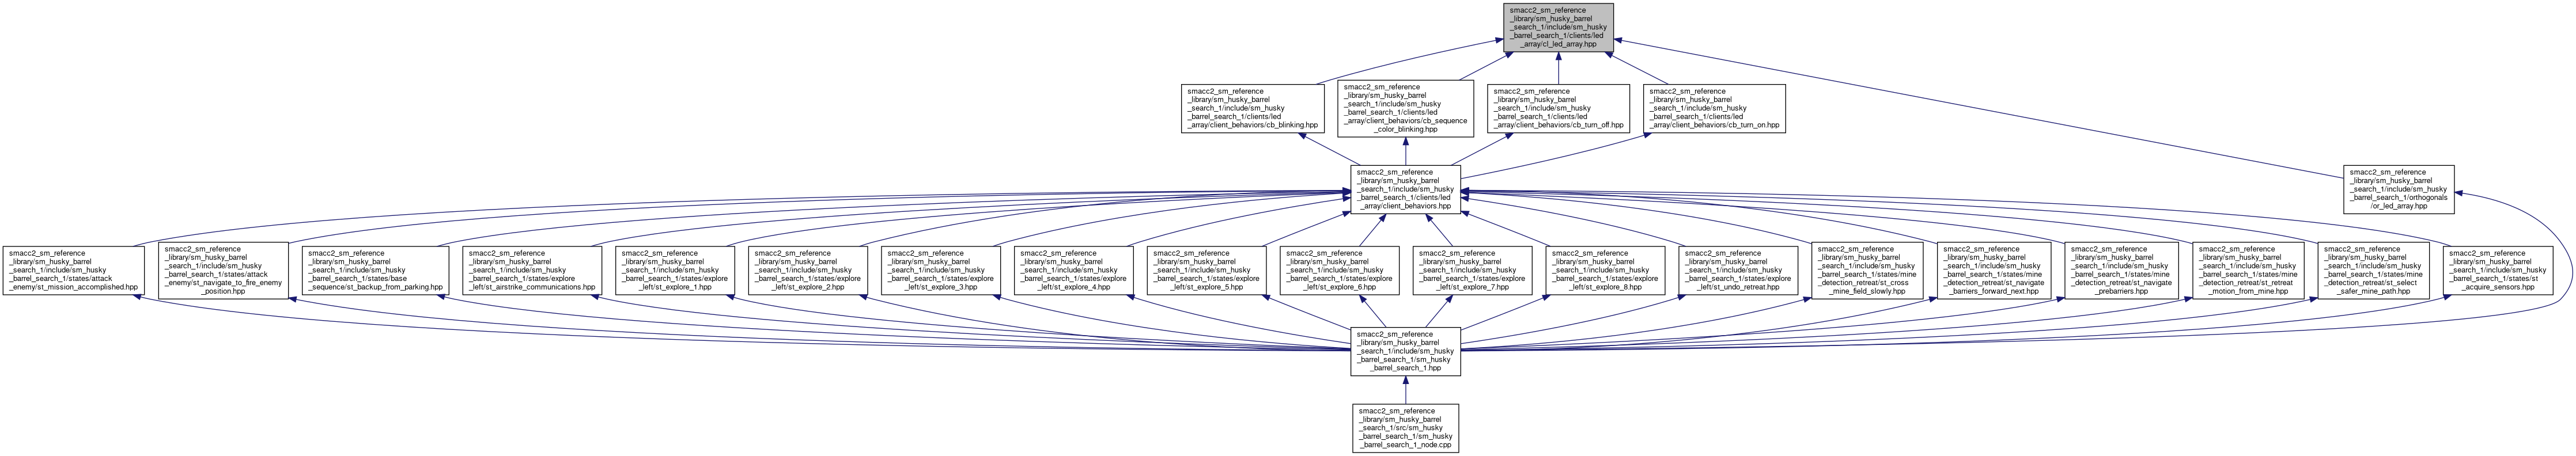 smacc2_sm_reference
_library/sm_husky_barrel
_search_1/include/sm_husky
_barrel_search_1/clients/led
_array/cl_led_array.hpp
smacc2_sm_reference
_library/sm_husky_barrel
_search_1/include/sm_husky
_barrel_search_1/clients/led
_array/client_behaviors/cb_blinking.hpp
smacc2_sm_reference
_library/sm_husky_barrel
_search_1/include/sm_husky
_barrel_search_1/clients/led
_array/client_behaviors/cb_sequence
_color_blinking.hpp
smacc2_sm_reference
_library/sm_husky_barrel
_search_1/include/sm_husky
_barrel_search_1/clients/led
_array/client_behaviors/cb_turn_off.hpp
smacc2_sm_reference
_library/sm_husky_barrel
_search_1/include/sm_husky
_barrel_search_1/clients/led
_array/client_behaviors/cb_turn_on.hpp
smacc2_sm_reference
_library/sm_husky_barrel
_search_1/include/sm_husky
_barrel_search_1/clients/led
_array/client_behaviors.hpp
smacc2_sm_reference
_library/sm_husky_barrel
_search_1/include/sm_husky
_barrel_search_1/orthogonals
/or_led_array.hpp
smacc2_sm_reference
_library/sm_husky_barrel
_search_1/include/sm_husky
_barrel_search_1/states/attack
_enemy/st_mission_accomplished.hpp
smacc2_sm_reference
_library/sm_husky_barrel
_search_1/include/sm_husky
_barrel_search_1/states/attack
_enemy/st_navigate_to_fire_enemy
_position.hpp
smacc2_sm_reference
_library/sm_husky_barrel
_search_1/include/sm_husky
_barrel_search_1/states/base
_sequence/st_backup_from_parking.hpp
smacc2_sm_reference
_library/sm_husky_barrel
_search_1/include/sm_husky
_barrel_search_1/states/explore
_left/st_airstrike_communications.hpp
smacc2_sm_reference
_library/sm_husky_barrel
_search_1/include/sm_husky
_barrel_search_1/states/explore
_left/st_explore_1.hpp
smacc2_sm_reference
_library/sm_husky_barrel
_search_1/include/sm_husky
_barrel_search_1/states/explore
_left/st_explore_2.hpp
smacc2_sm_reference
_library/sm_husky_barrel
_search_1/include/sm_husky
_barrel_search_1/states/explore
_left/st_explore_3.hpp
smacc2_sm_reference
_library/sm_husky_barrel
_search_1/include/sm_husky
_barrel_search_1/states/explore
_left/st_explore_4.hpp
smacc2_sm_reference
_library/sm_husky_barrel
_search_1/include/sm_husky
_barrel_search_1/states/explore
_left/st_explore_5.hpp
smacc2_sm_reference
_library/sm_husky_barrel
_search_1/include/sm_husky
_barrel_search_1/states/explore
_left/st_explore_6.hpp
smacc2_sm_reference
_library/sm_husky_barrel
_search_1/include/sm_husky
_barrel_search_1/states/explore
_left/st_explore_7.hpp
smacc2_sm_reference
_library/sm_husky_barrel
_search_1/include/sm_husky
_barrel_search_1/states/explore
_left/st_explore_8.hpp
smacc2_sm_reference
_library/sm_husky_barrel
_search_1/include/sm_husky
_barrel_search_1/states/explore
_left/st_undo_retreat.hpp
smacc2_sm_reference
_library/sm_husky_barrel
_search_1/include/sm_husky
_barrel_search_1/states/mine
_detection_retreat/st_cross
_mine_field_slowly.hpp
smacc2_sm_reference
_library/sm_husky_barrel
_search_1/include/sm_husky
_barrel_search_1/states/mine
_detection_retreat/st_navigate
_barriers_forward_next.hpp
smacc2_sm_reference
_library/sm_husky_barrel
_search_1/include/sm_husky
_barrel_search_1/states/mine
_detection_retreat/st_navigate
_prebarriers.hpp
smacc2_sm_reference
_library/sm_husky_barrel
_search_1/include/sm_husky
_barrel_search_1/states/mine
_detection_retreat/st_retreat
_motion_from_mine.hpp
smacc2_sm_reference
_library/sm_husky_barrel
_search_1/include/sm_husky
_barrel_search_1/states/mine
_detection_retreat/st_select
_safer_mine_path.hpp
smacc2_sm_reference
_library/sm_husky_barrel
_search_1/include/sm_husky
_barrel_search_1/states/st
_acquire_sensors.hpp
smacc2_sm_reference
_library/sm_husky_barrel
_search_1/include/sm_husky
_barrel_search_1/sm_husky
_barrel_search_1.hpp
smacc2_sm_reference
_library/sm_husky_barrel
_search_1/src/sm_husky
_barrel_search_1/sm_husky
_barrel_search_1_node.cpp